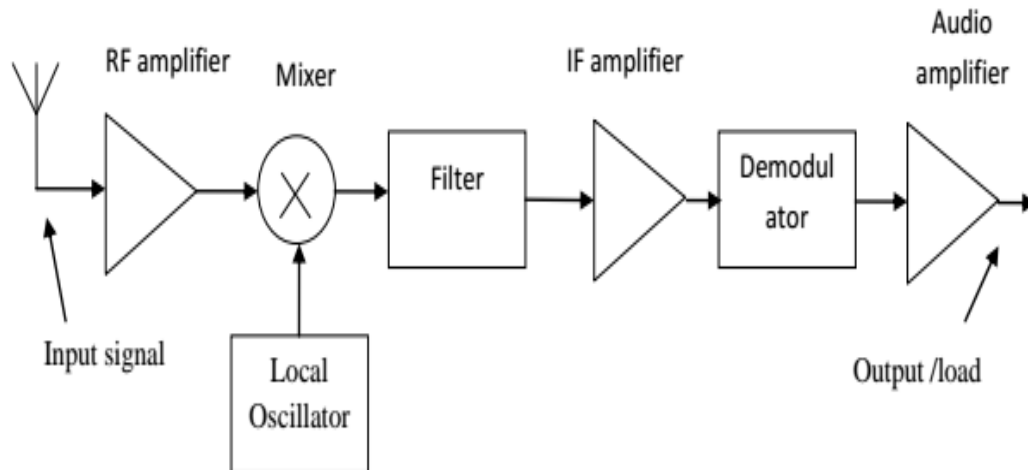 RF amplifier
Mixer
IF amplifier
Audio
amplifier
Filter
Demodul
ator
Input signal
Local
Oscillator
Output /load